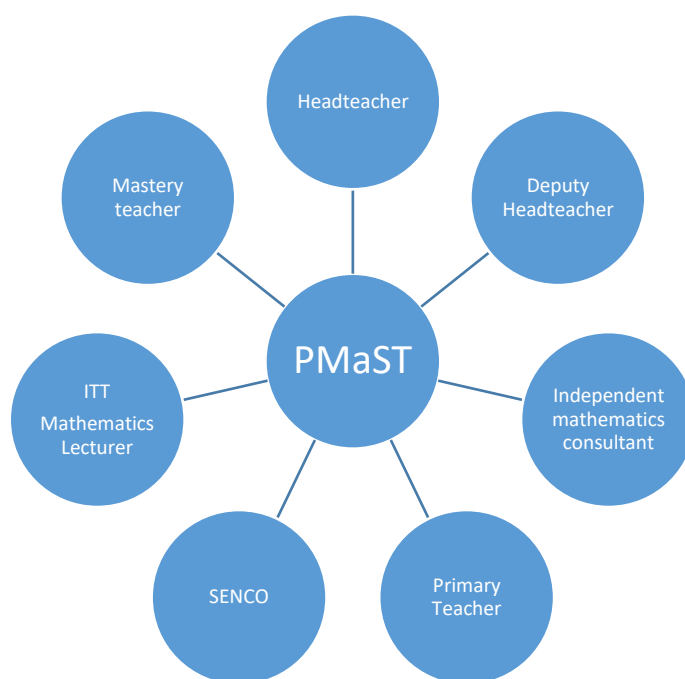 Headteacher
Mastery
teacher
Deputy
Headteacher
PMaST
ITT
Mathematics
Lecturer
Independent
mathematics
consultant
SENCO
Primary
Teacher